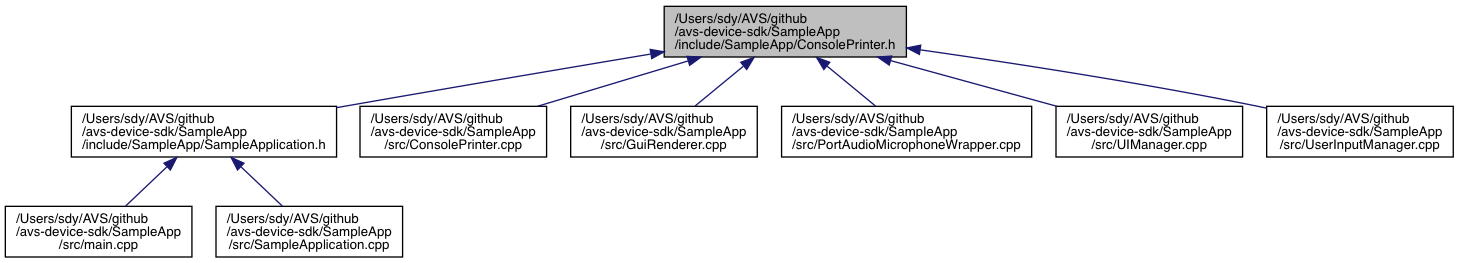 /Users/sdy/AVS/github
/avs-device-sdk/SampleApp
/include/SampleApp/ConsolePrinter.h
/Users/sdy/AVS/github
/avs-device-sdk/SampleApp
/include/SampleApp/SampleApplication.h
/Users/sdy/AVS/github
/avs-device-sdk/SampleApp
/src/ConsolePrinter.cpp
/Users/sdy/AVS/github
/avs-device-sdk/SampleApp
/src/GuiRenderer.cpp
/Users/sdy/AVS/github
/avs-device-sdk/SampleApp
/src/PortAudioMicrophoneWrapper.cpp
/Users/sdy/AVS/github
/avs-device-sdk/SampleApp
/src/UIManager.cpp
/Users/sdy/AVS/github
/avs-device-sdk/SampleApp
/src/UserInputManager.cpp
/Users/sdy/AVS/github
/avs-device-sdk/SampleApp
/src/main.cpp
/Users/sdy/AVS/github
/avs-device-sdk/SampleApp
/src/SampleApplication.cpp